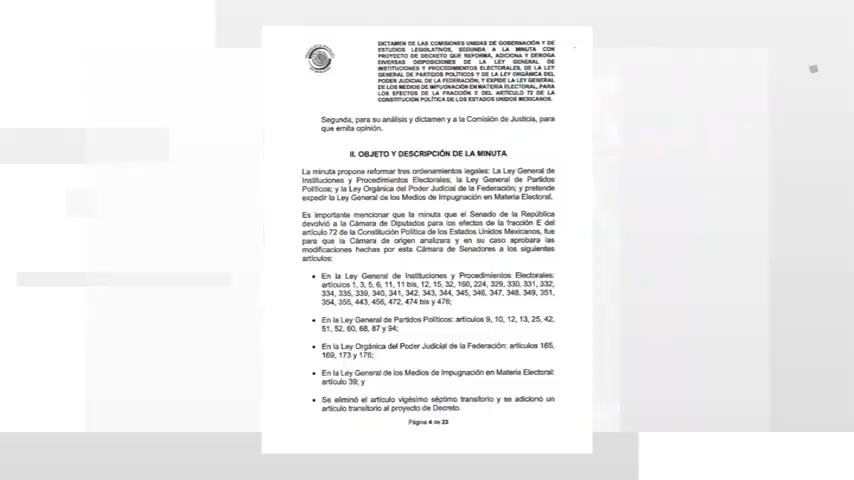 DICTAMEN DE LAS COMISIONES UNIDAS DE GOBERNACIÓN Y DE
ESTUDIOS LEGISLATIVOS, SEGUNDA A LA MINUTA CON
PROYECTO DE DECRETO QUE REFORMA, ADICIONA Y DEROGA
DIVERSAS DISPOSICIONES DE LA LEY GENERAL DE
INSTITUCIONES Y PROCEDIMIENTOS ELECTORALES, DE LA LEY
GENERAL DE PARTIDOS POLÍTICOS Y DE LA LEY ORGÁNICA DEL
PODER JUDICIAL DE LA FEDERACIÓN; Y EXPIDE LA LEY GENERAL
DE LOS MEDIOS DE IMPUGNACIÓN EN MATERIA ELECTORAL, PARA
LOS EFECTOS DE LA FRACCIÓN E DEL ARTÍCULO 72 DE LA
CONSTITUCIÓN POLÍTICA DE LOS ESTADOS UNIDOS MEXICANOS.
Segunda, para su análisis y dictamen y a la Comisión de Justicia, para
que emita opinión.
II. OBJETO Y DESCRIPCIÓN DE LA MINUTA
La minuta propone reformar tres ordenamientos legales: La Ley General de
Instituciones y Procedimientos Electorales; la Ley General de Partidos
Políticos; y la Ley Orgánica del Poder Judicial de la Federación; y pretende
expedir la Ley General de los Medios de Impugnación en Materia Electoral.
Es importante mencionar que la minuta que el Senado de la República
devolvió a la Cámara de Diputados para los efectos de la fracción E del
artículo 72 de la Constitución Política de los Estados Unidos Mexicanos, fue
para que la Cámara de origen analizara y en su caso aprobara las
modificaciones hechas por esta Cámara de Senadores a los siguientes
artículos:
• En la Ley General de Instituciones y Procedimientos Electorales:
artículos 1, 3, 5, 6, 11, 11 bis, 12, 15, 32, 160, 224, 329, 330, 331, 332,
334, 335, 339, 340, 341, 342, 343, 344, 345, 346, 347, 348, 349, 351,
354, 355, 443, 456, 472, 474 bis y 476;
• En la Ley General de Partidos Políticos: artículos 9, 10, 12, 13, 25, 42,
51, 52, 60, 68, 87 y 94;
• En la Ley Orgánica del Poder Judicial de la Federación: artículos 165,
169, 173 y 176;
• En la Ley General de los Medios de Impugnación en Materia Electoral:
artículo 39; y
• Se eliminó el artículo vigésimo séptimo transitorio y se adicionó un
artículo transitorio al proyecto de Decreto.
Página 4 de 23